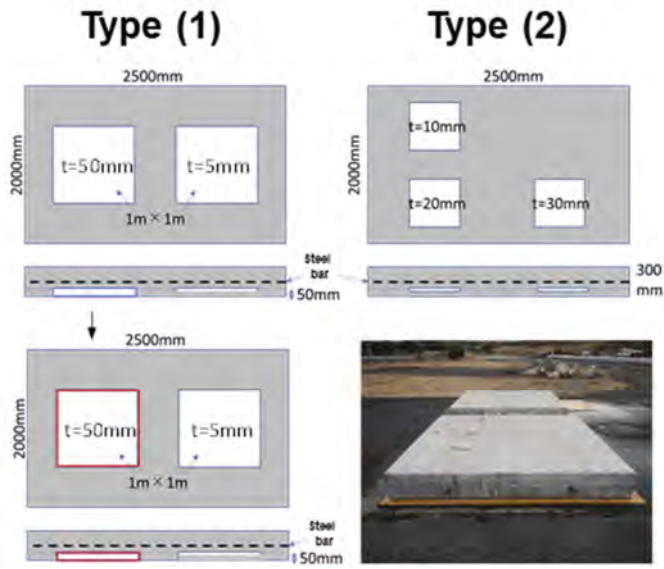 Type (1)
2500mm
2000mm
t=50mm
t=5mm
1m × 1m
Steel
bar
50mm
2500mm
2000mm
t=50mm
t=5mm
1m × 1m
Steel
bar
50mm
Type (2)
2500mm
2000mm
t=10mm
t=20mm
t=30mm
300
mm